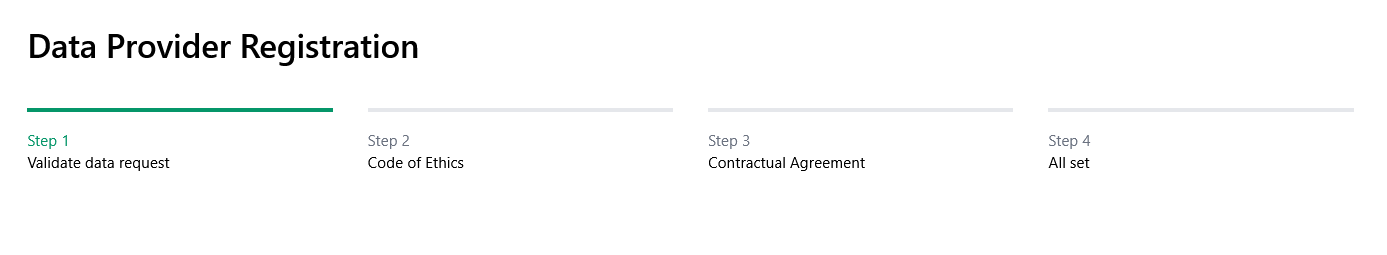 Data Provider Registration
Step 1
Validate data request
Step 2
Code of Ethics
Step 3
Contractual Agreement
Step 4
All set